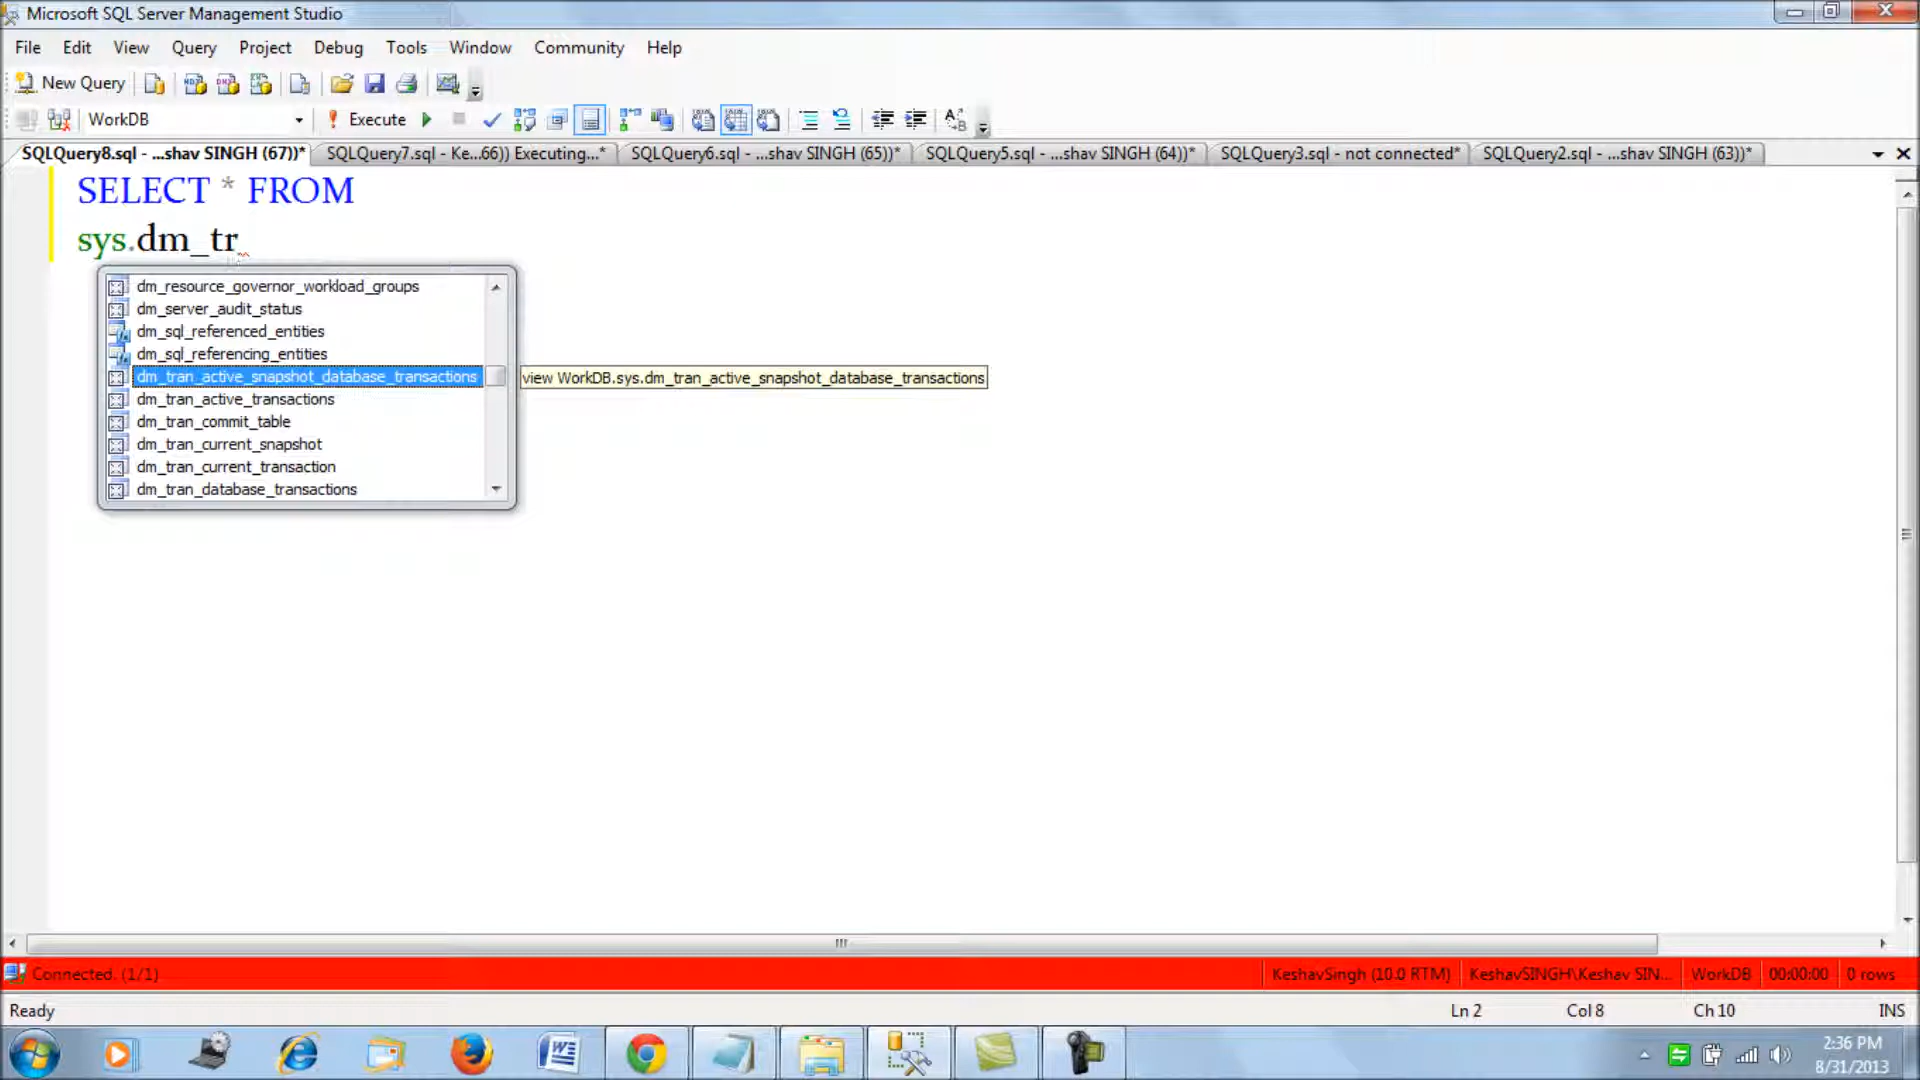 Microsoft SQL Server Management Studio
File Edit View Query Project Debug Tools Window Community Help
New Query
WorkDB Execute
SQLQuery8.sql - ...shav SINGH (67))* SQLQuery7.sql - Ke...66)) Executing...* SQLQuery6.sql - ...shav SINGH (65))* SQLQuery5.sql - ...shav SINGH (64))* SQLQuery3.sql - not connected* SQLQuery2.sql - ...shav SINGH (63))*
SELECT * FROM
sys.dm_tr
dm_resource_governor_workload_groups
dm_server_audit_status
dm_sql_referenced_entities
dm_sql_referencing_entities
dm_tran_active_snapshot_database_transactions view WorkDB.sys.dm_tran_active_snapshot_database_transactions
dm_tran_active_transactions
dm_tran_commit_table
dm_tran_current_snapshot
dm_tran_current_transaction
dm_tran_database_transactions
Connected. (1/1) KeshavSingh (10.0 RTM) KeshavSINGH\Keshav SIN... WorkDB 00:00:00 0 rows
Ready Ln 2 Col 8 Ch 10 INS
2:36 PM
8/31/2013